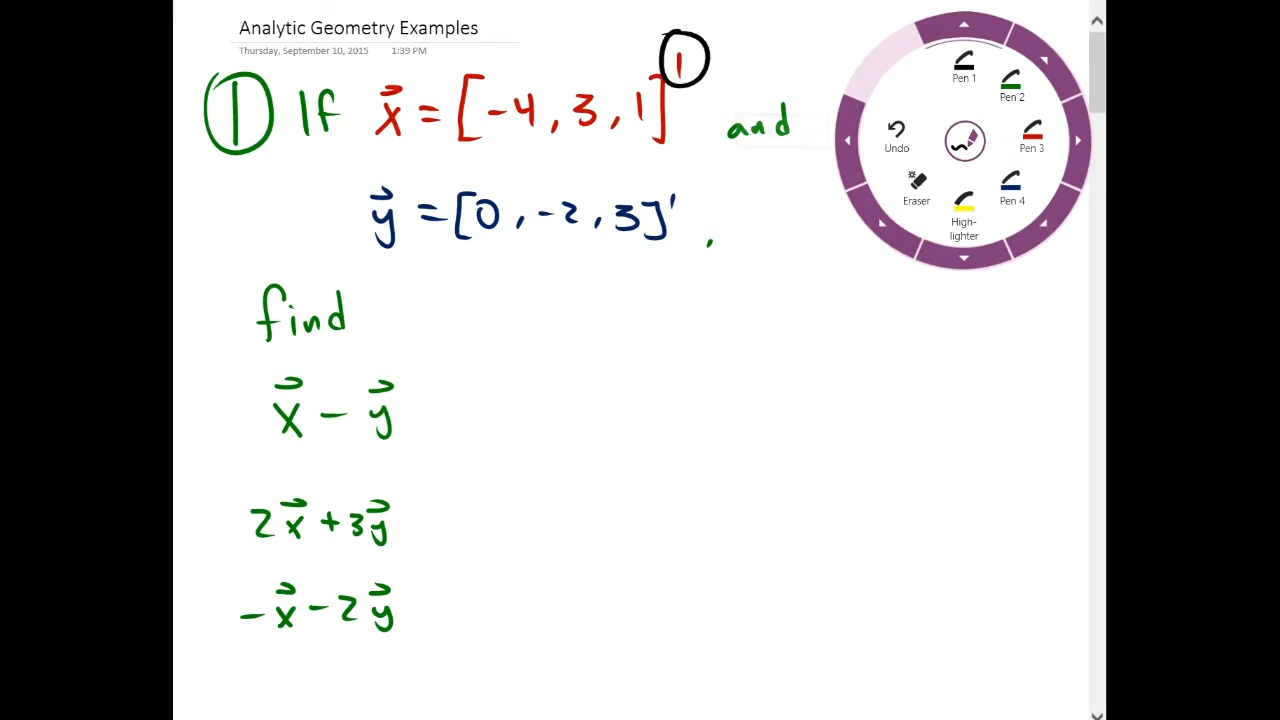 Analytic Geometry Examples
Thursday, September 10, 2015 1:39 PM
① If x⃗ = [-4, 3, 1]' and
y⃗ = [0, -2, 3]' ,
find
x⃗ - y⃗
2x⃗ + 3y⃗
-x⃗ - 2y⃗
Pen 1
Pen 2
Undo
Pen 3
Eraser
Pen 4
High-
lighter